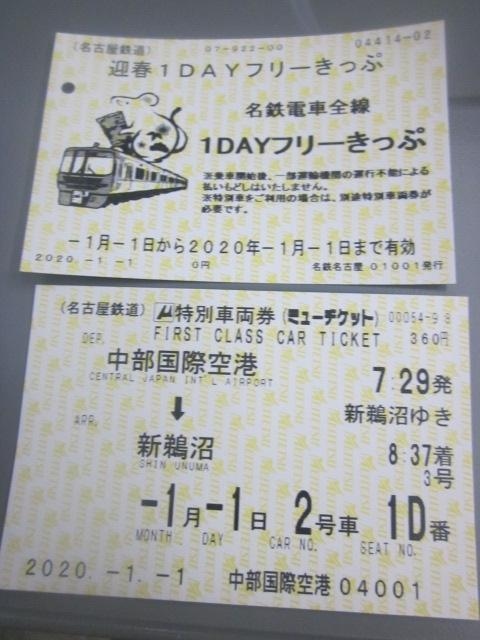 (名古屋鉄道) 07-922-00 04414-02
迎春1DAYフリーきっぷ
名鉄電車全線
1DAYフリーきっぷ
※乗車開始後、一部運輸機関の運行不能による
払いもどしはいたしません。
※特別車をご利用の場合は、別途特別車両券が
必要です。
-1月-1日から2020年-1月-1日まで有効
2020.-1.-1 0円 名鉄名古屋 01001発行
(名古屋鉄道) μ特別車両券(ミューチケット) 00054-98
FIRST CLASS CAR TICKET 360円
DEP.
中部国際空港 7:29発
CENTRAL JAPAN INT'L AIRPORT
新鵜沼ゆき
ARR.
新鵜沼 8:37着
SHIN UNUMA 3号
-1月-1日 2号車 1D番
MONTH DAY CAR NO. SEAT NO.
2020.-1.-1 中部国際空港 04001